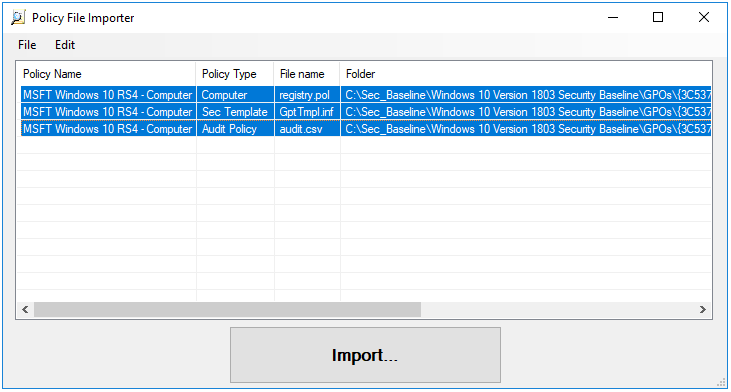 Policy File Importer
File Edit
Policy Name Policy Type File name Folder
MSFT Windows 10 RS4 - Computer Computer registry.pol C:\Sec_Baseline\Windows 10 Version 1803 Security Baseline\GPOs\{3C537
MSFT Windows 10 RS4 - Computer Sec Template GptTmpl.inf C:\Sec_Baseline\Windows 10 Version 1803 Security Baseline\GPOs\{3C537
MSFT Windows 10 RS4 - Computer Audit Policy audit.csv C:\Sec_Baseline\Windows 10 Version 1803 Security Baseline\GPOs\{3C537
Import...